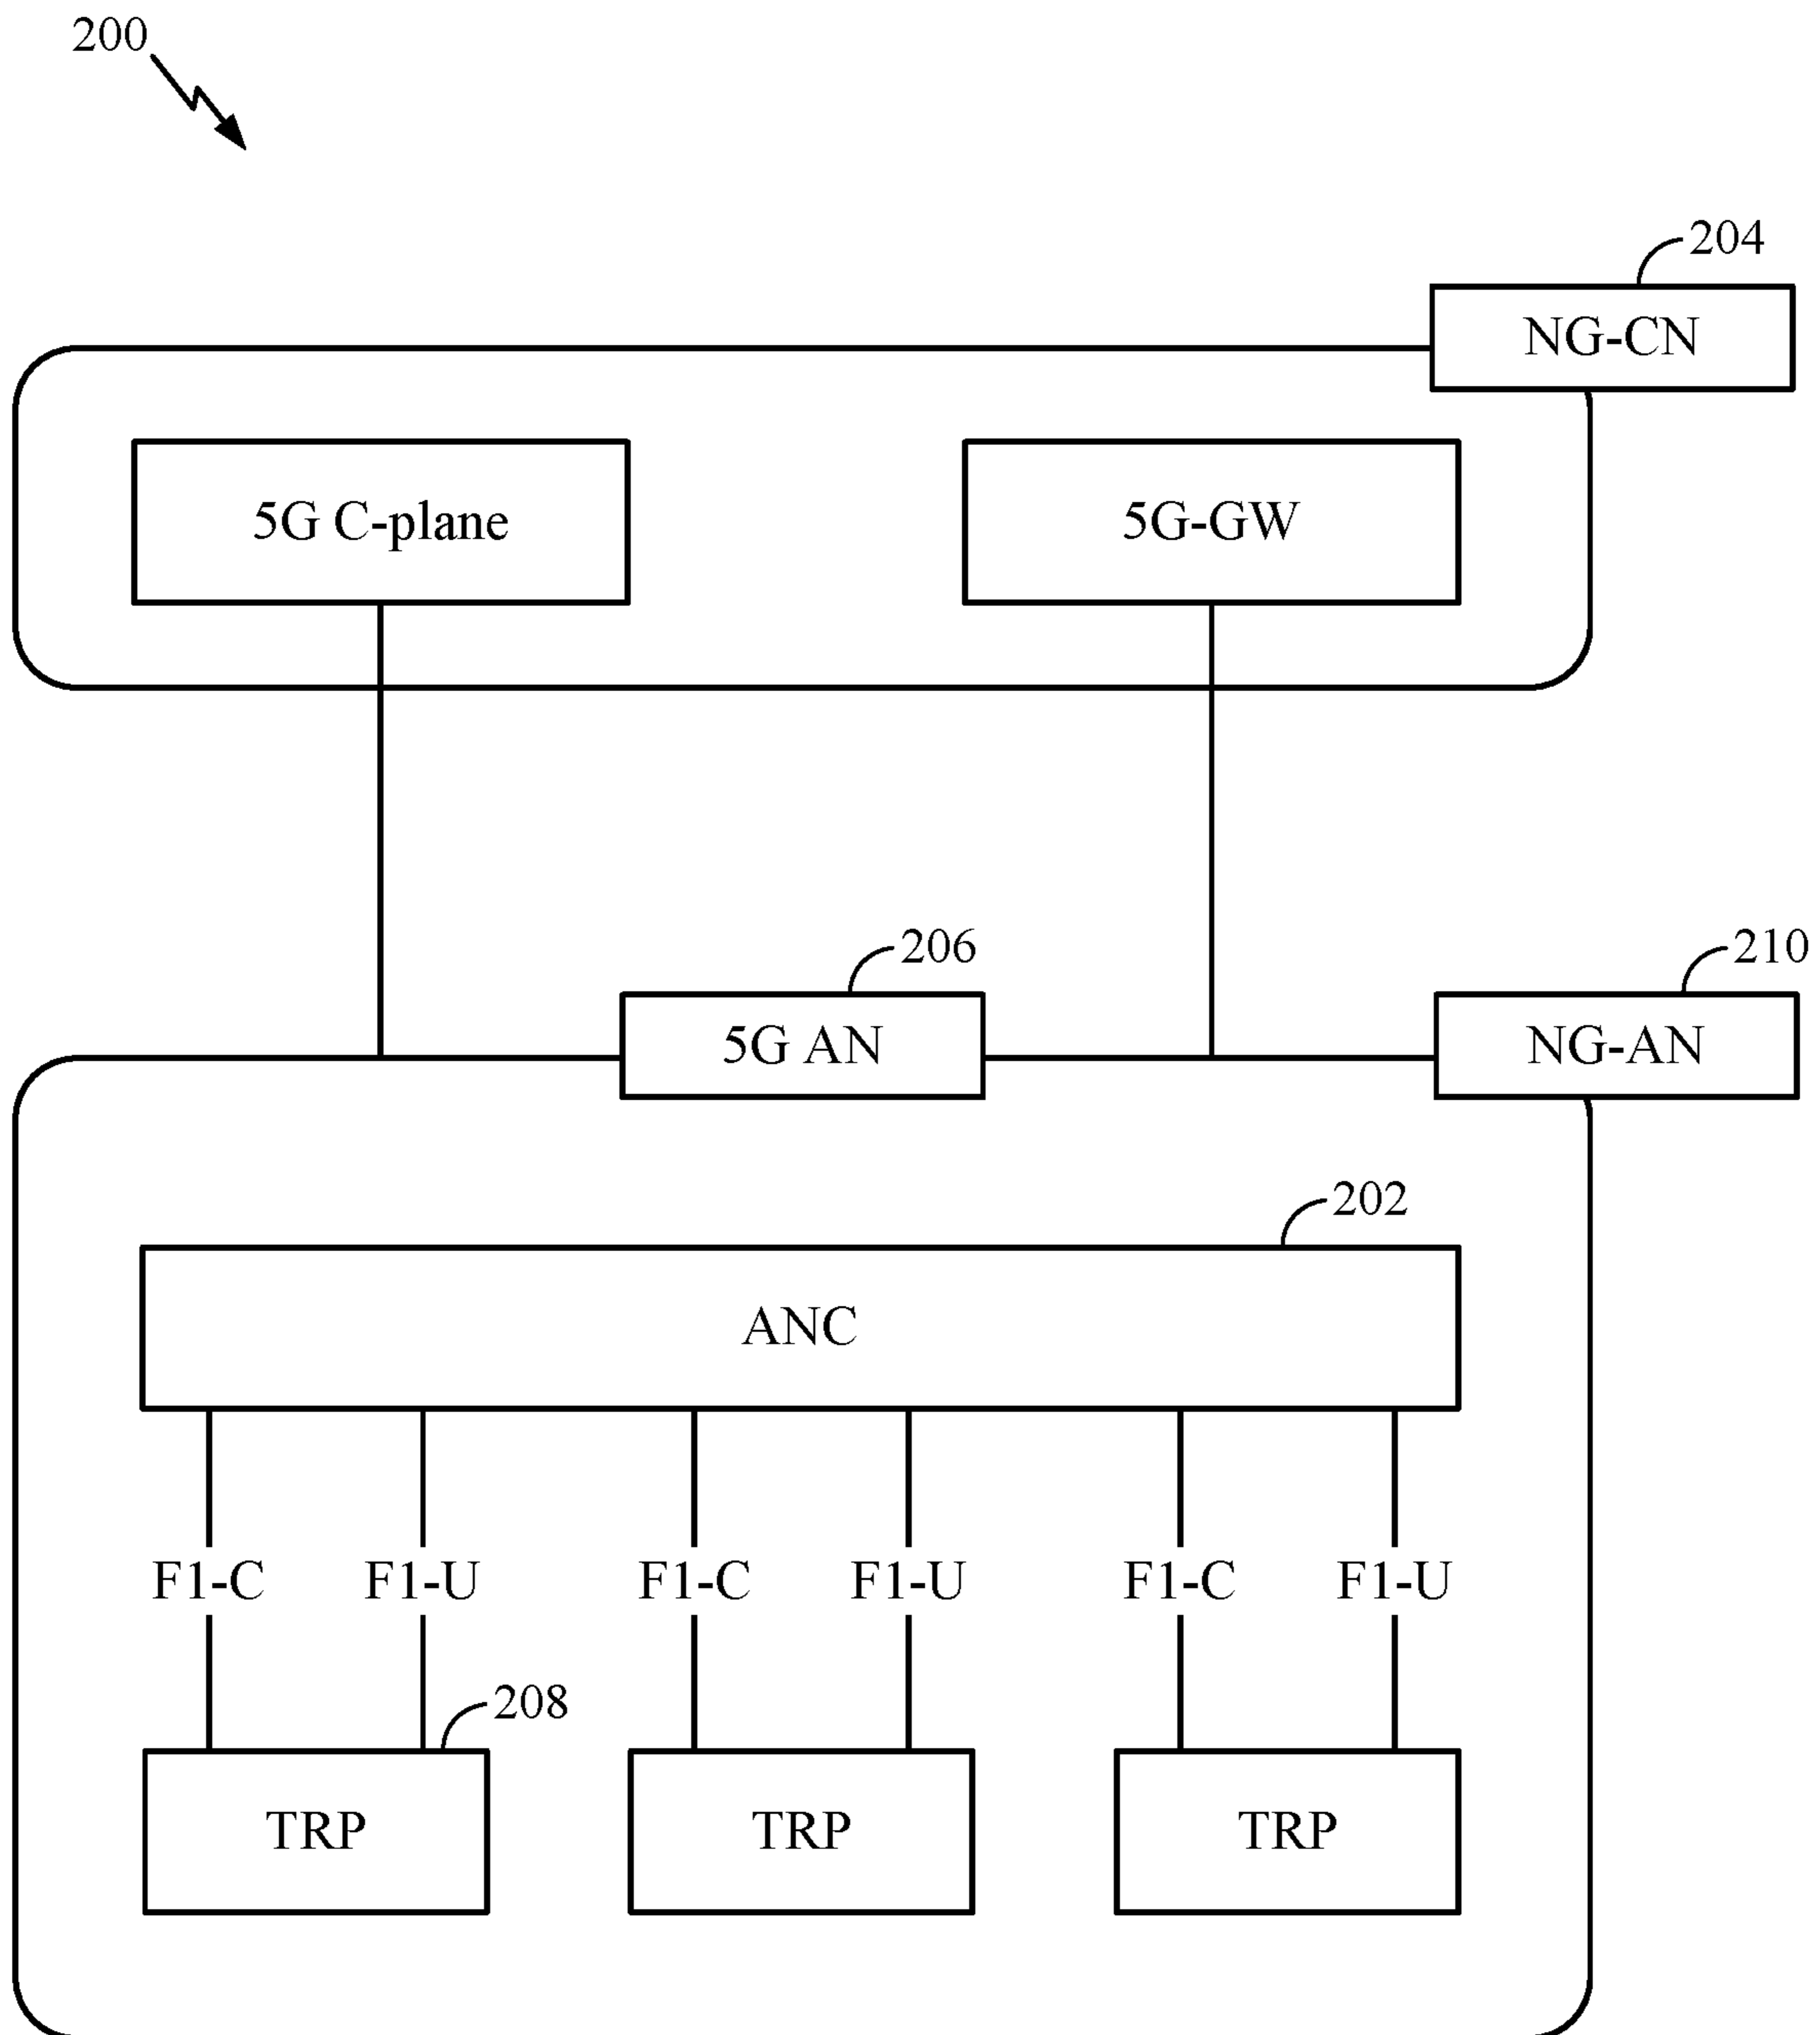 200
204
NG-CN
5G C-plane
5G-GW
206
210
5G AN
NG-AN
202
ANC
F1-C
F1-U
F1-C
F1-U
F1-C
F1-U
208
TRP
TRP
TRP